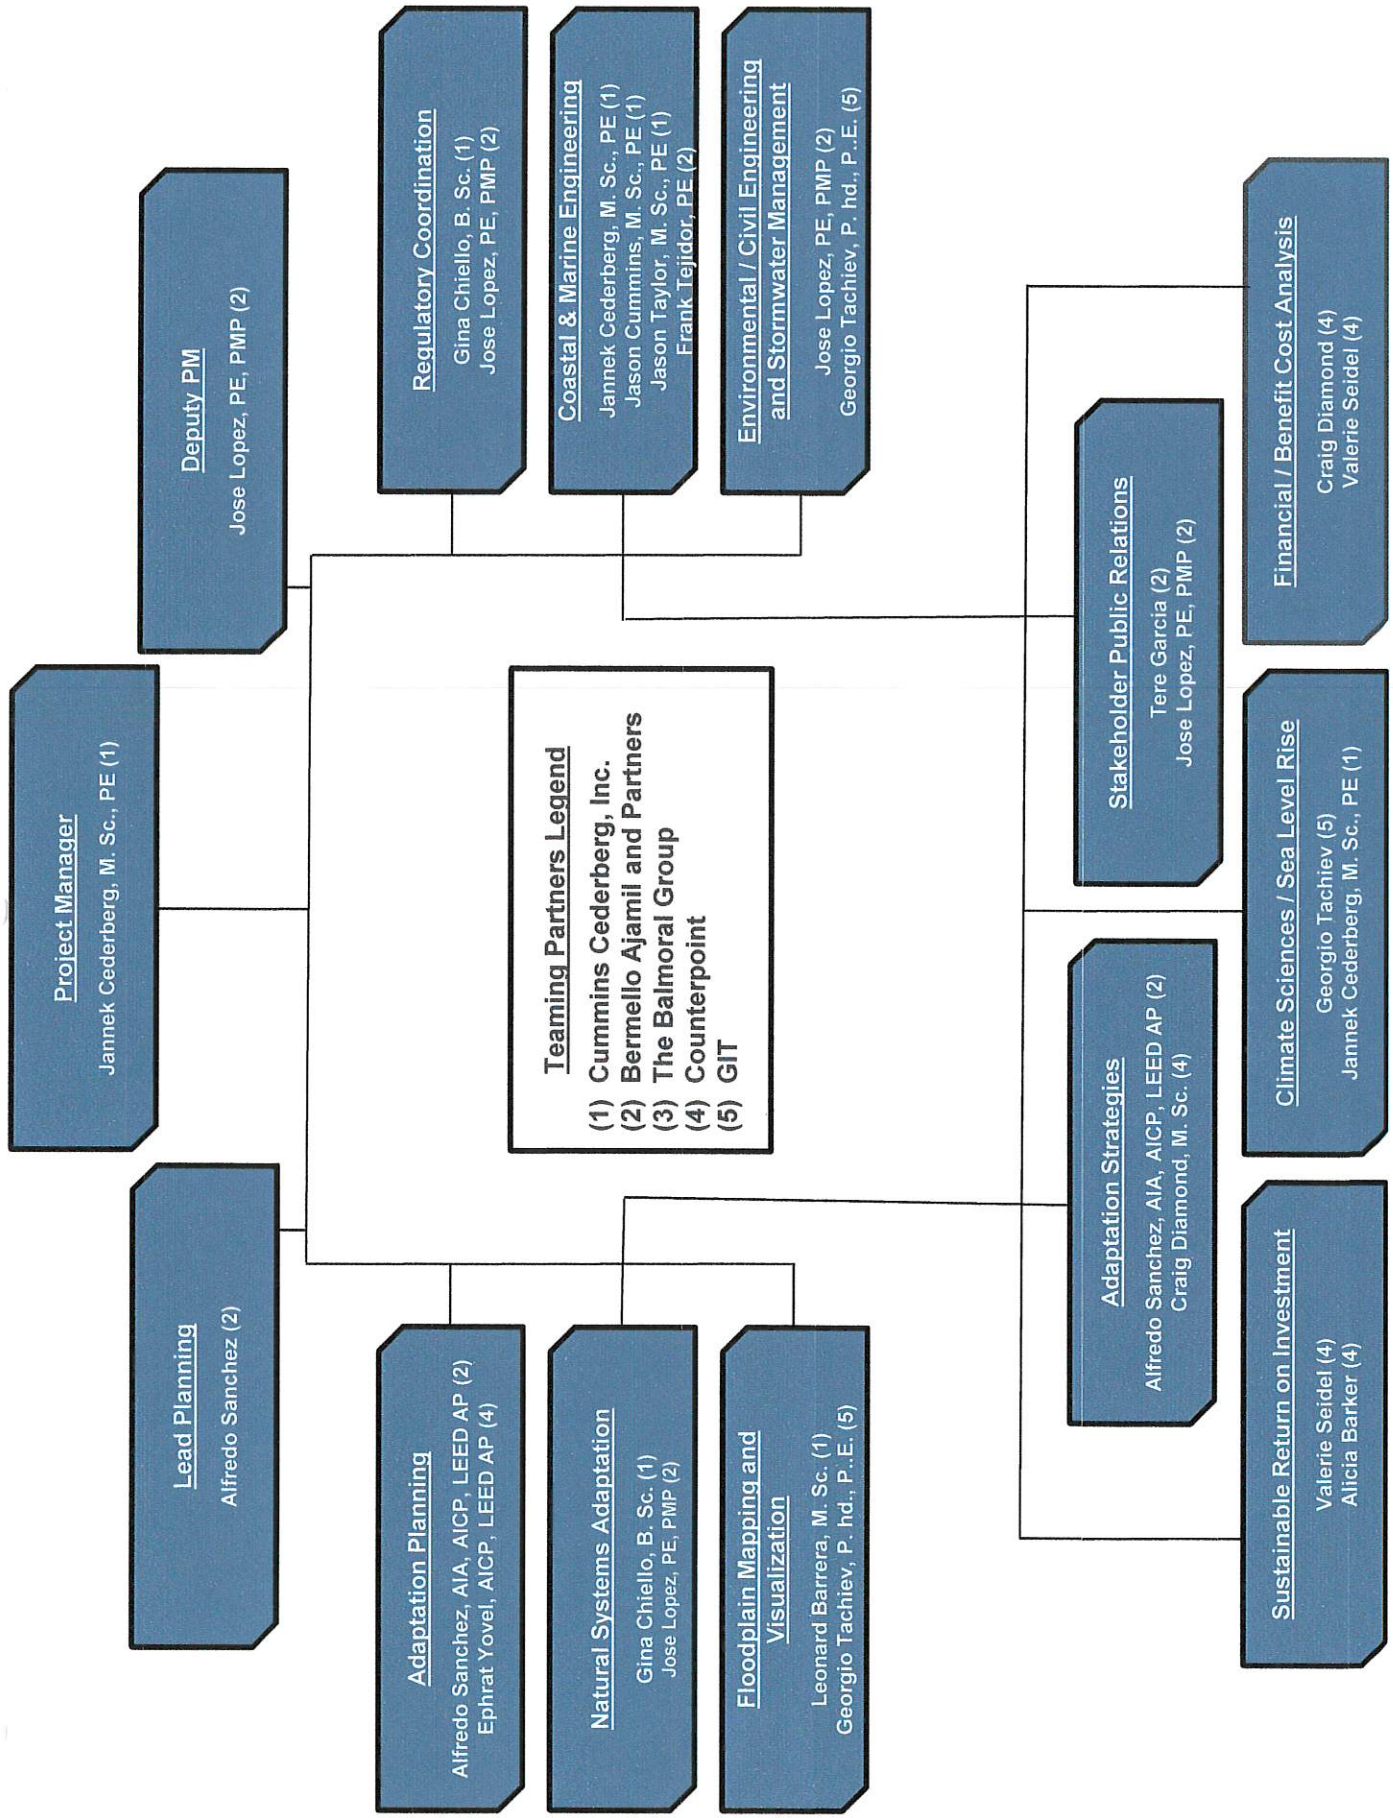 Project Manager
Jannek Cederberg, M. Sc., PE (1)
Lead Planning
Alfredo Sanchez (2)
Deputy PM
Jose Lopez, PE, PMP (2)
Adaptation Planning
Alfredo Sanchez, AIA, AICP, LEED AP (2)
Ephrat Yovel, AICP, LEED AP (4)
Natural Systems Adaptation
Gina Chiello, B. Sc. (1)
Jose Lopez, PE, PMP (2)
Floodplain Mapping and
Visualization
Leonard Barrera, M. Sc. (1)
Georgio Tachiev, P. hd., P..E. (5)
Teaming Partners Legend
(1) Cummins Cederberg, Inc.
(2) Bermello Ajamil and Partners
(3) The Balmoral Group
(4) Counterpoint
(5) GIT
Regulatory Coordination
Gina Chiello, B. Sc. (1)
Jose Lopez, PE, PMP (2)
Coastal & Marine Engineering
Jannek Cederberg, M. Sc., PE (1)
Jason Cummins, M. Sc., PE (1)
Jason Taylor, M. Sc., PE (1)
Frank Tejidor, PE (2)
Environmental / Civil Engineering
and Stormwater Management
Jose Lopez, PE, PMP (2)
Georgio Tachiev, P. hd., P..E. (5)
Adaptation Strategies
Alfredo Sanchez, AIA, AICP, LEED AP (2)
Craig Diamond, M. Sc. (4)
Stakeholder Public Relations
Tere Garcia (2)
Jose Lopez, PE, PMP (2)
Sustainable Return on Investment
Valerie Seidel (4)
Alicia Barker (4)
Climate Sciences / Sea Level Rise
Georgio Tachiev (5)
Jannek Cederberg, M. Sc., PE (1)
Financial / Benefit Cost Analysis
Craig Diamond (4)
Valerie Seidel (4)